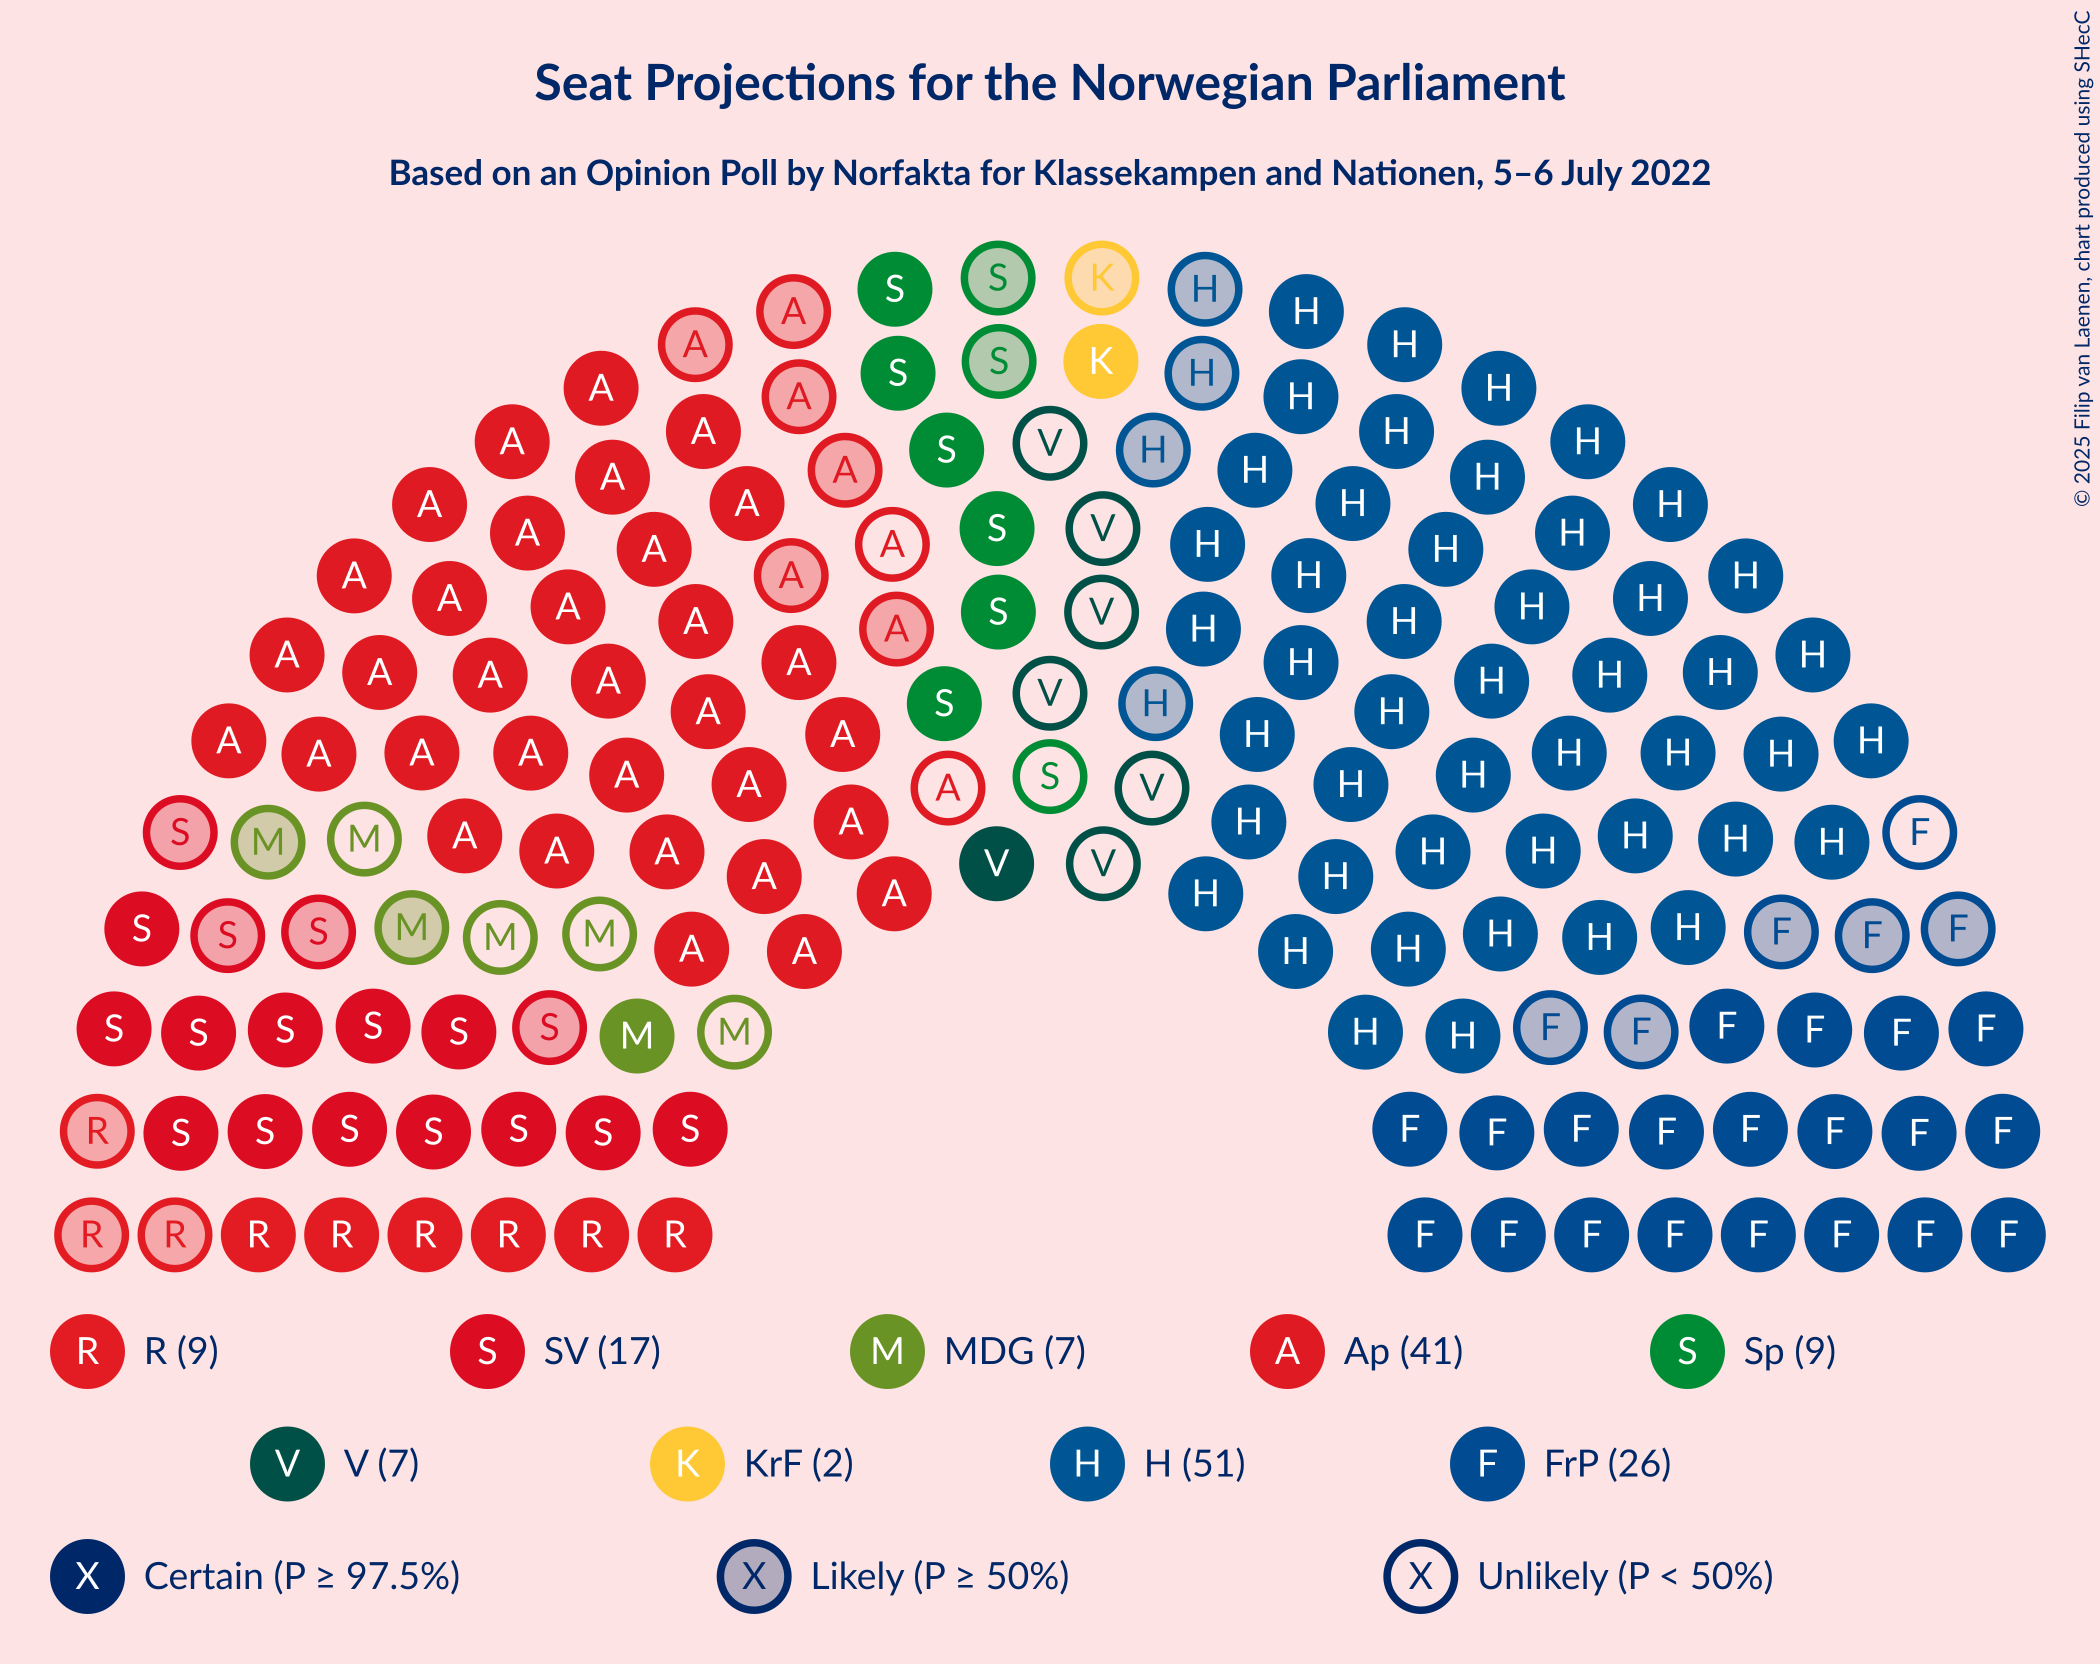 Seat Projections for the Norwegian Parliament
Based on an Opinion Poll by Norfakta for Klassekampen and Nationen, 5–6 July 2022
© 2025 Filip van Laenen, chart produced using SHecC
S S K H
A A H H
S S K H
A A H H
A A H H
S V H
A A H H
A A H H
A A H H
S V
A A H H
A A H H
A A H H
A A H H
S V
A A H H
A A H H
A A H H
A A H H
S V H
A A H H
A A A A A H H H H H
A S V
S M M A A A A A V V H H H H H H H F
S S S M M M A A H H H H H F F F
S S S S S S M M H H F F F F F F
R S S S S S S S F F F F F F F F
R R R R R R R R F F F F F F F F
R R (9) S SV (17) M MDG (7) A Ap (41) S Sp (9)
V V (7) K KrF (2) H H (51) F FrP (26)
X Certain (P ≥ 97.5%) X Likely (P ≥ 50%) X Unlikely (P < 50%)